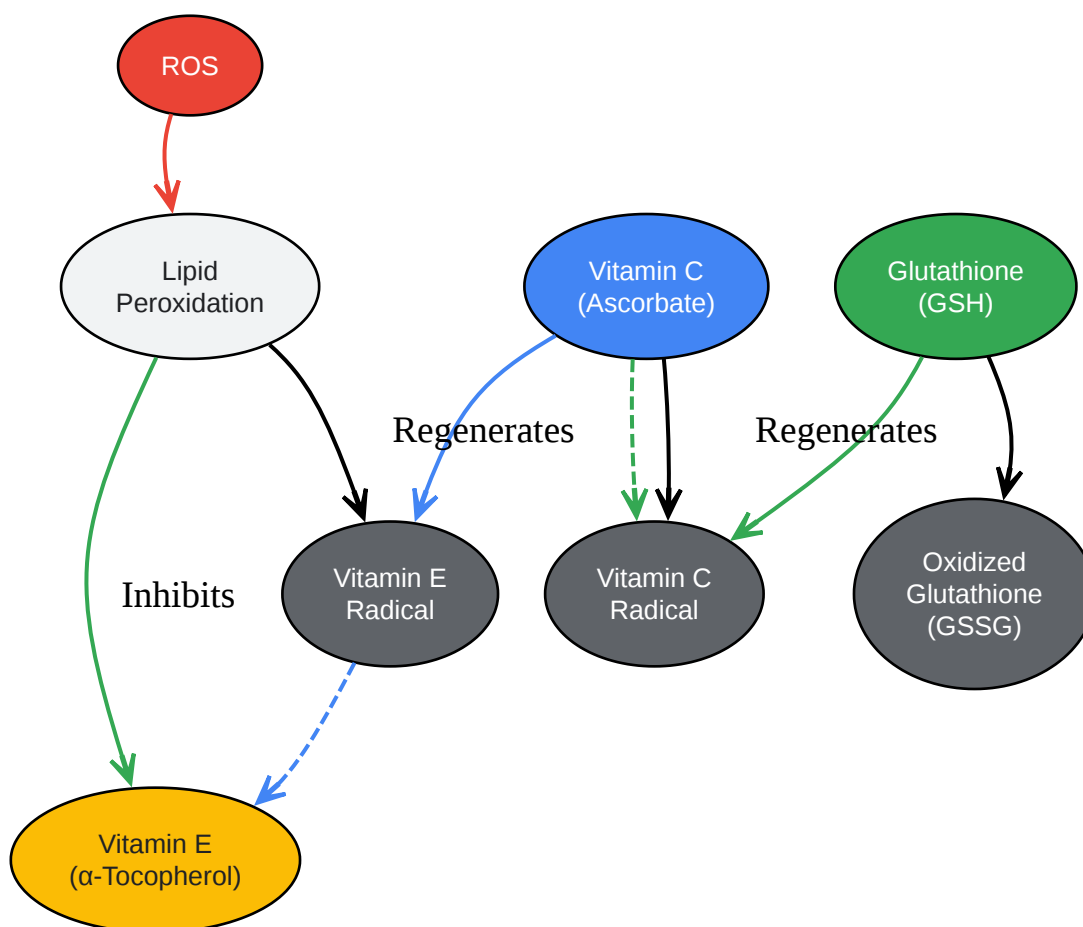 ROS
Lipid
Peroxidation
Vitamin C
(Ascorbate)
Glutathione
(GSH)
Regenerates
Regenerates
Inhibits
Vitamin E
Radical
Vitamin C
Radical
Oxidized
Glutathione
(GSSG)
Vitamin E
(α-Tocopherol)